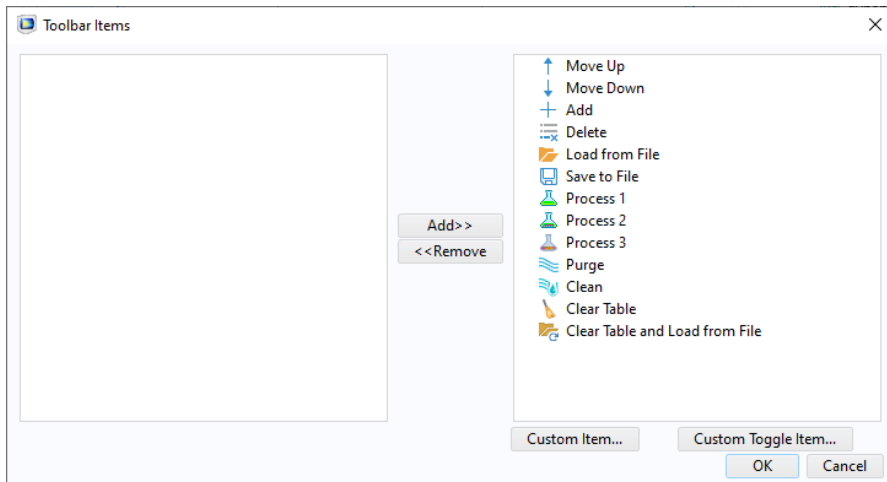 Toolbar Items
Move Up
Move Down
Add
Delete
Load from File
Save to File
Process 1
Process 2
Process 3
Purge
Clean
Clear Table
Clear Table and Load from File
Add>>
<<Remove
Custom Item...
Custom Toggle Item...
OK
Cancel